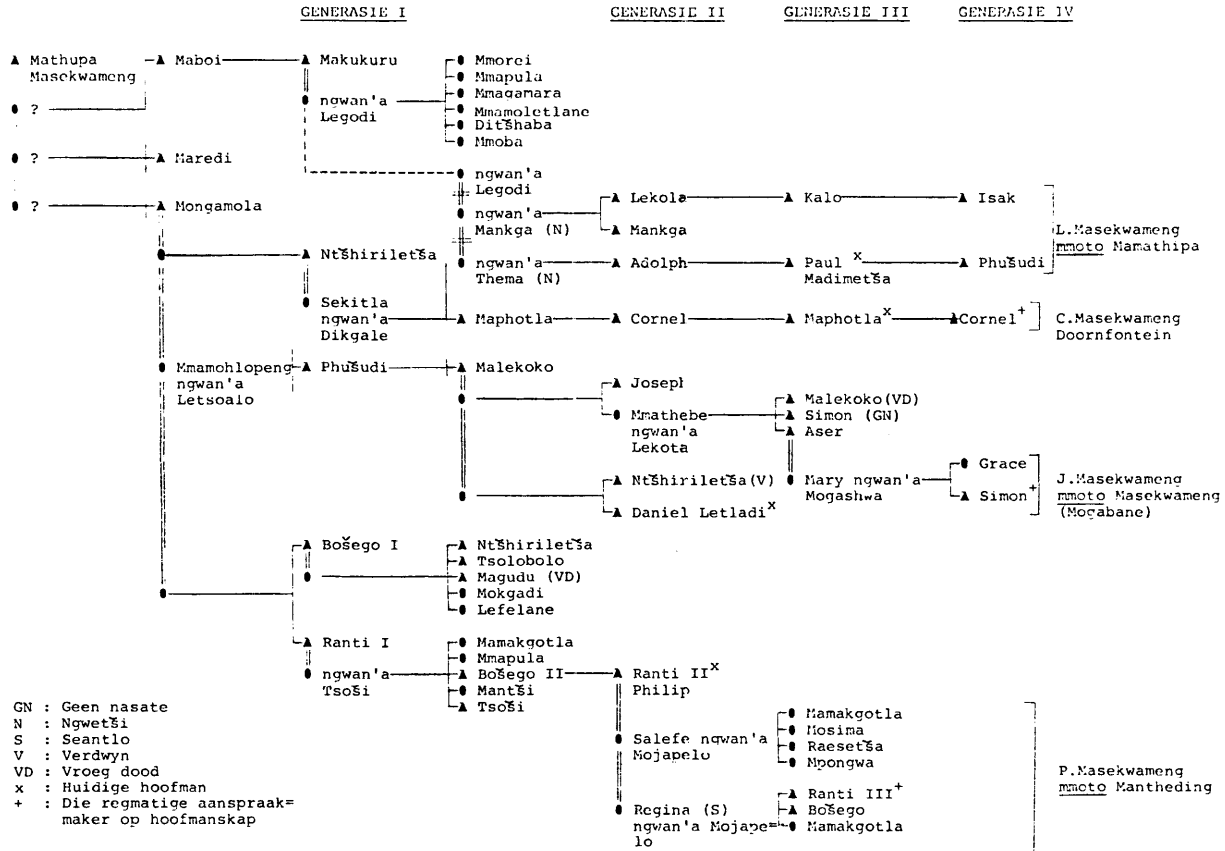 GENERASIE I GENERASIE II GENERASIE III GENERASIE IV
Mathupa Maboi Makukuru Mmorei
Masekwameng Mmapula
? ngwan'a Mmagamara
Legodi Mmamoletlane
Ditšhaba
Mmoba
? Maredi
ngwan'a
Legodi
? Mongamola ngwan'a Lekola Kalo Isak
Mankga (N) Mankga
L.Masekwameng
mmoto Mamathipa
Ntšhiriletša ngwan'a Adolph Paul x Phušudi
Thema (N) Madimetša
Sekitla
ngwan'a Maphotla Cornel Maphotla x Cornel + C.Masekwameng
Dikgale Doornfontein
Mmamohlopeng Phušudi Malekoko
ngwan'a
Letsoalo
Joseph
Mmathebe
ngwan'a
Lekota
Malekoko(VD)
Simon (GN)
Aser
Ntšhiriletša(V) Mary ngwan'a Grace
Mogashwa
Daniel Letladi x Simon +
J.Masekwameng
mmoto Masekwameng
(Mogabane)
Bošego I Ntšhiriletša
Tsolobolo
Magudu (VD)
Mokgadi
Lefelane
Ranti I Mamakgotla
Mmapula
ngwan'a Bošego II Ranti II x
Tsoši Mantši Philip
Tsoši
Salefe ngwan'a
Mojapelo
Mamakgotla
Mosima
Raesetša
Mpongwa
Regina (S)
ngwan'a Mojape=
lo
Ranti III +
Bošego
Mamakgotla
P.Masekwameng
mmoto Mantheding
GN : Geen nasate
N : Ngwetši
S : Seantlo
V : Verdwyn
VD : Vroeg dood
x : Huidige hoofman
+ : Die regmatige aanspraak=
maker op hoofmanskap